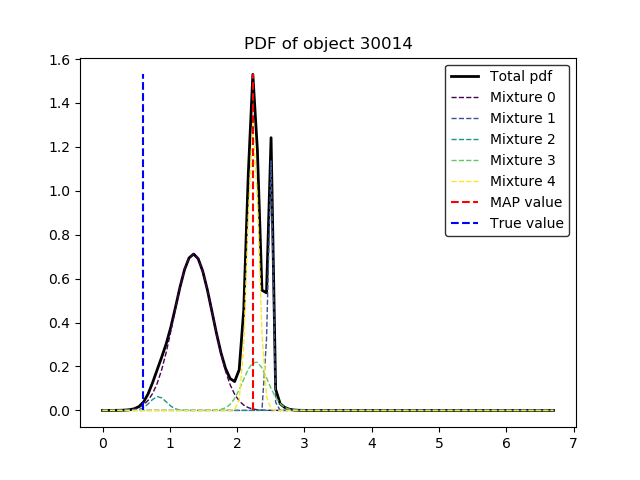 PDF of object 30014
1.6
1.4
1.2
1.0
0.8
0.6
0.4
0.2
0.0
Total pdf
Mixture 0
Mixture 1
Mixture 2
Mixture 3
Mixture 4
MAP value
True value
0 1 2 3 4 5 6 7